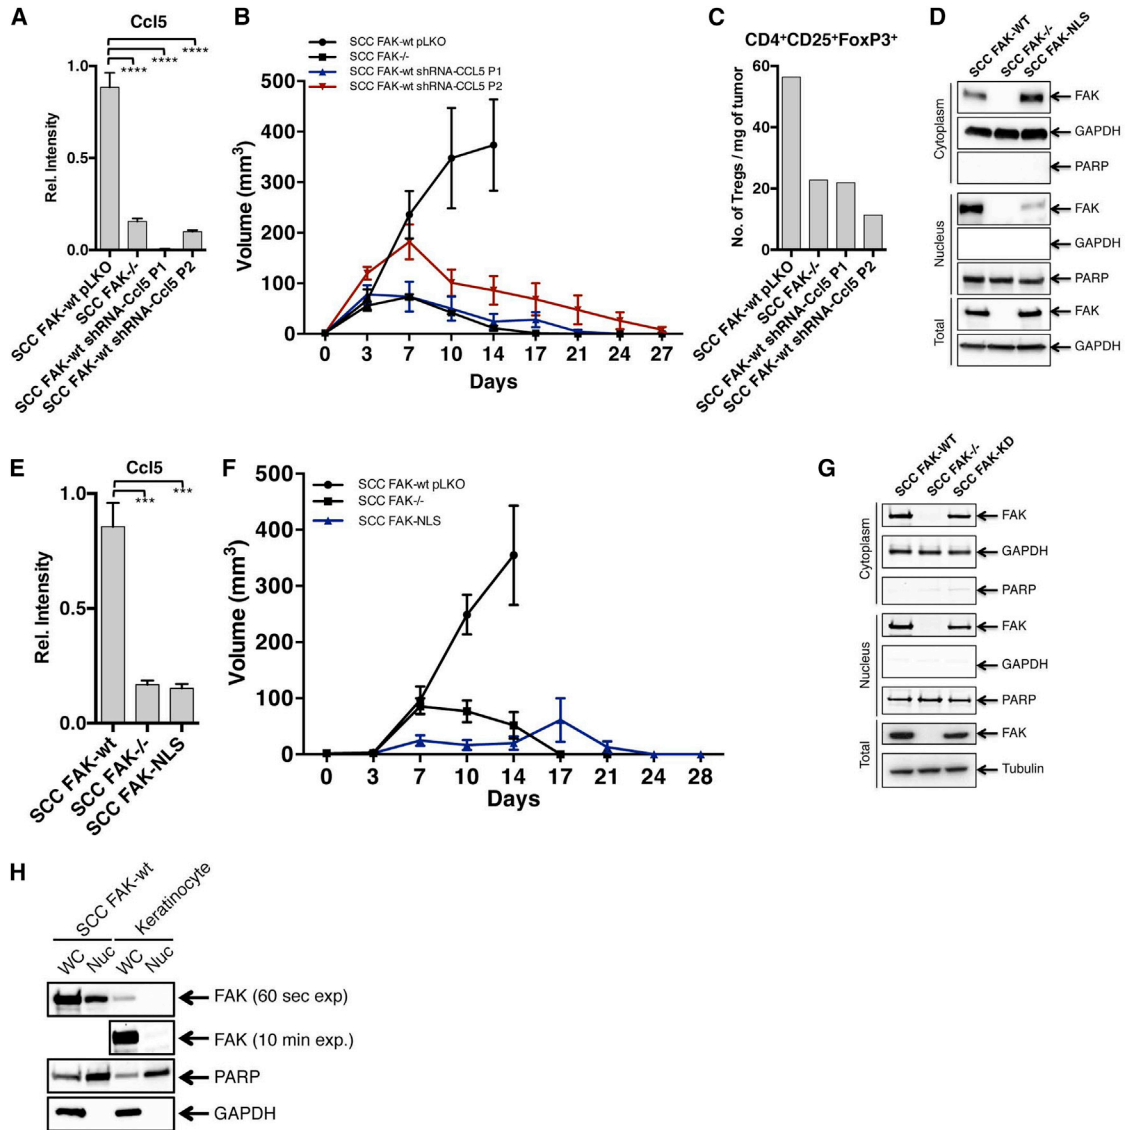 A
Ccl5
****
****
****
Rel. Intensity
1.0
0.5
0.0
SCC FAK-wt pLKO
SCC FAK-/-
SCC FAK-wt shRNA-Ccl5 P1
SCC FAK-wt shRNA-Ccl5 P2
B
SCC FAK-wt pLKO
SCC FAK-/-
SCC FAK-wt shRNA-CCL5 P1
SCC FAK-wt shRNA-CCL5 P2
Volume (mm³)
500
400
300
200
100
0
0 3 7 10 14 17 21 24 27
Days
C
CD4+CD25+FoxP3+
No. of Tregs / mg of tumor
60
40
20
0
SCC FAK-wt pLKO
SCC FAK-/-
SCC FAK-wt shRNA-Ccl5 P1
SCC FAK-wt shRNA-Ccl5 P2
D
SCC FAK-WT
SCC FAK-/-
SCC FAK-NLS
Cytoplasm
FAK
GAPDH
PARP
Nucleus
FAK
GAPDH
PARP
Total
FAK
GAPDH
E
Ccl5
***
***
Rel. Intensity
1.0
0.5
0.0
SCC FAK-wt
SCC FAK-/-
SCC FAK-NLS
F
SCC FAK-wt pLKO
SCC FAK-/-
SCC FAK-NLS
Volume (mm³)
500
400
300
200
100
0
0 3 7 10 14 17 21 24 28
Days
G
SCC FAK-WT
SCC FAK-/-
SCC FAK-KD
Cytoplasm
FAK
GAPDH
PARP
Nucleus
FAK
GAPDH
PARP
Total
FAK
Tubulin
H
SCC FAK-wt
Keratinocyte
WC Nuc WC Nuc
FAK (60 sec exp)
FAK (10 min exp.)
PARP
GAPDH